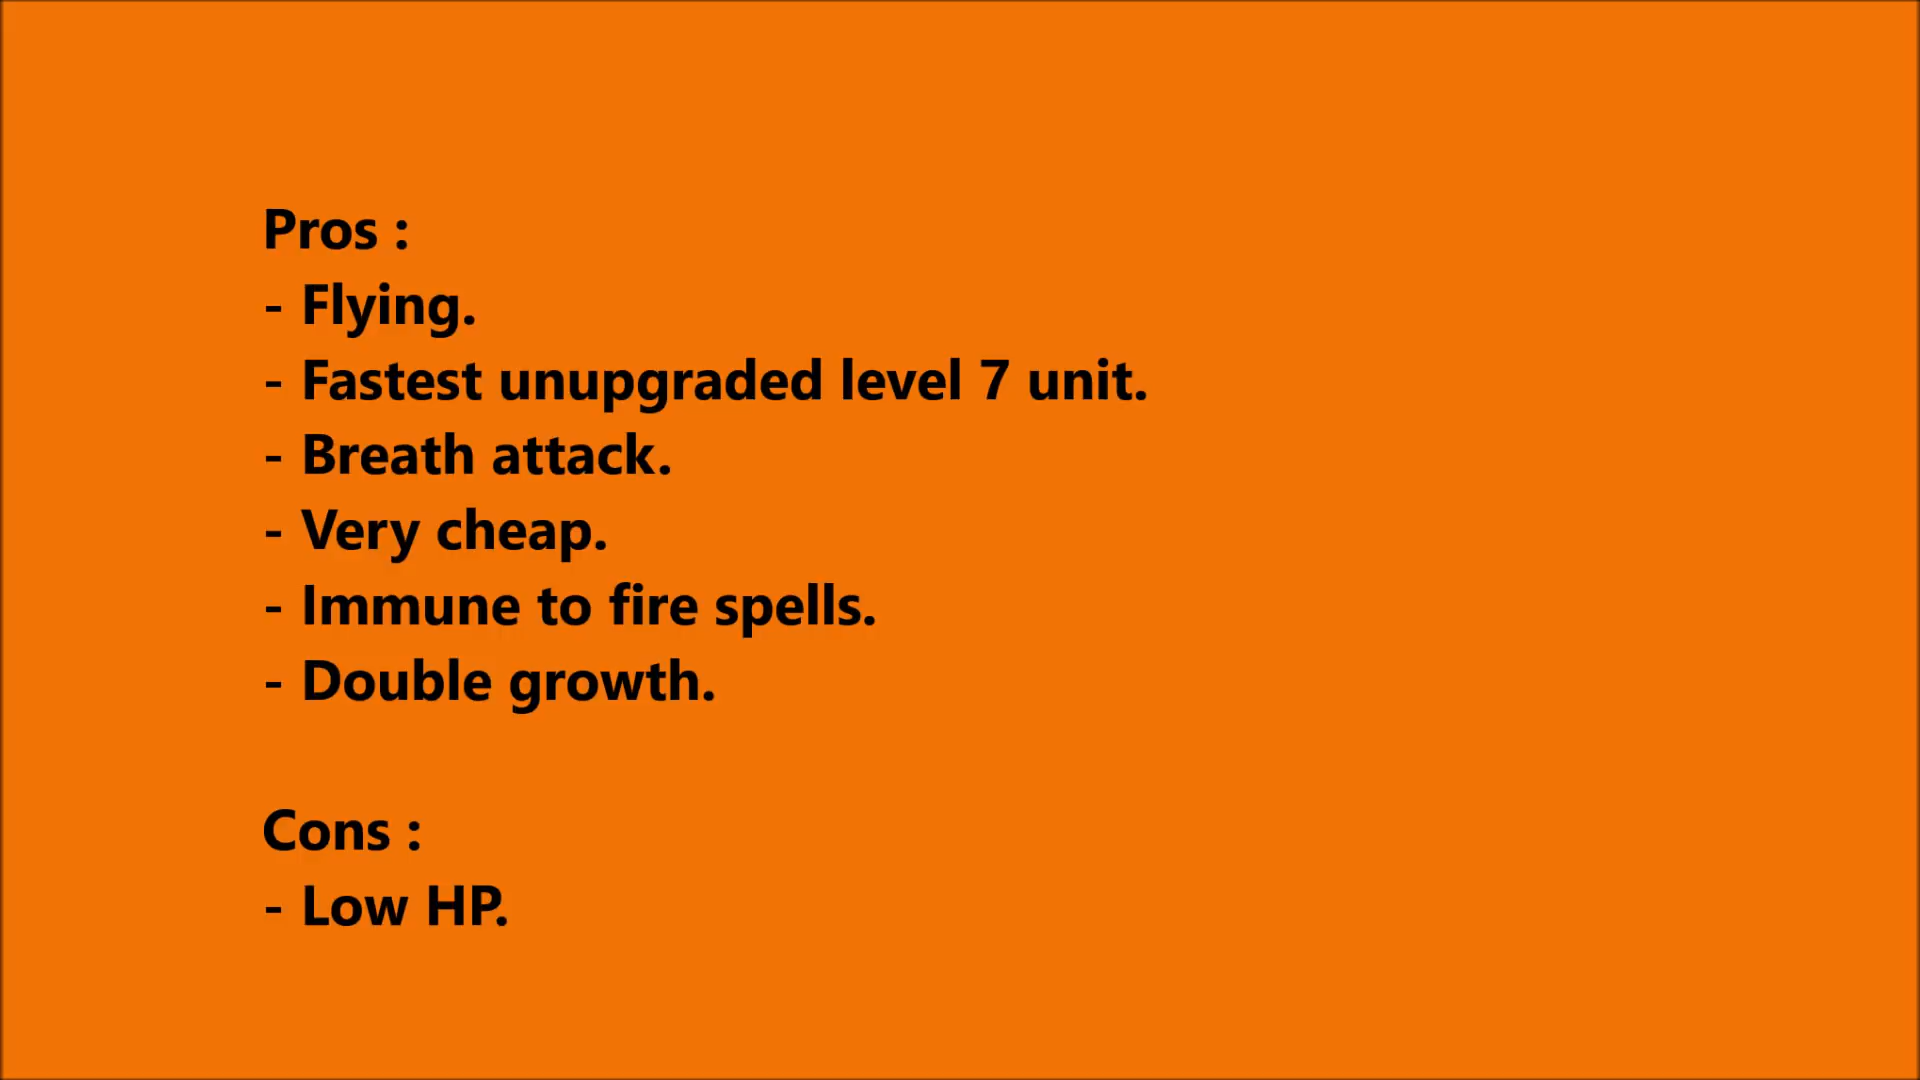 Pros :
- Flying.
- Fastest unupgraded level 7 unit.
- Breath attack.
- Very cheap.
- Immune to fire spells.
- Double growth.
Cons :
- Low HP.